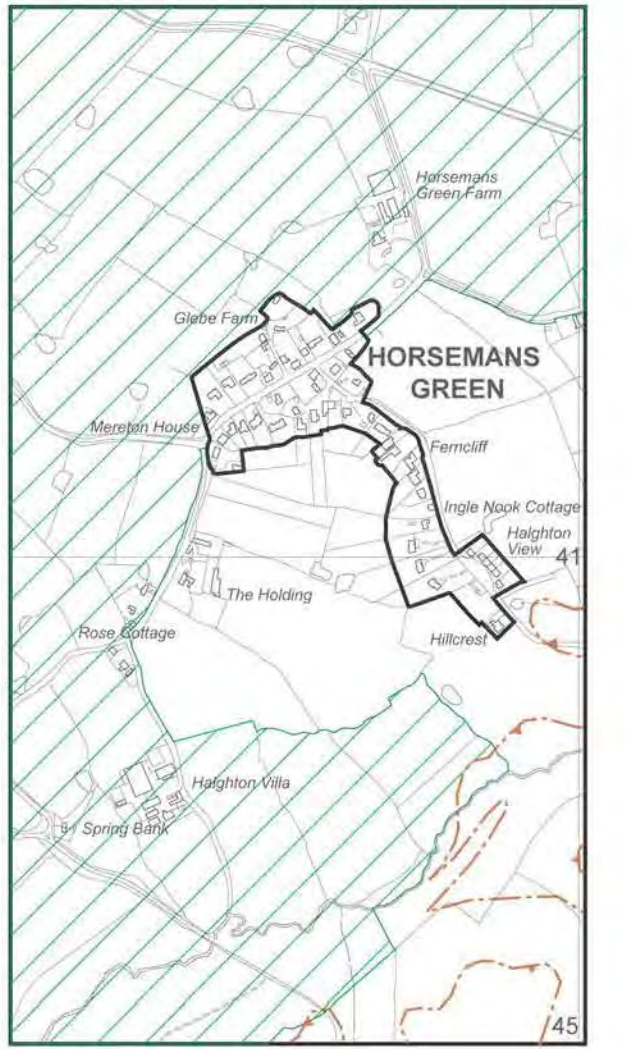 Horsemans
Green Farm
Glebe Farm
HORSEMANS
GREEN
Mereton House
Ferncliff
Ingle Nook Cottage
Halghton
View
41
The Holding
Rose Cottage
Hillcrest
Halghton Villa
Spring Bank
45